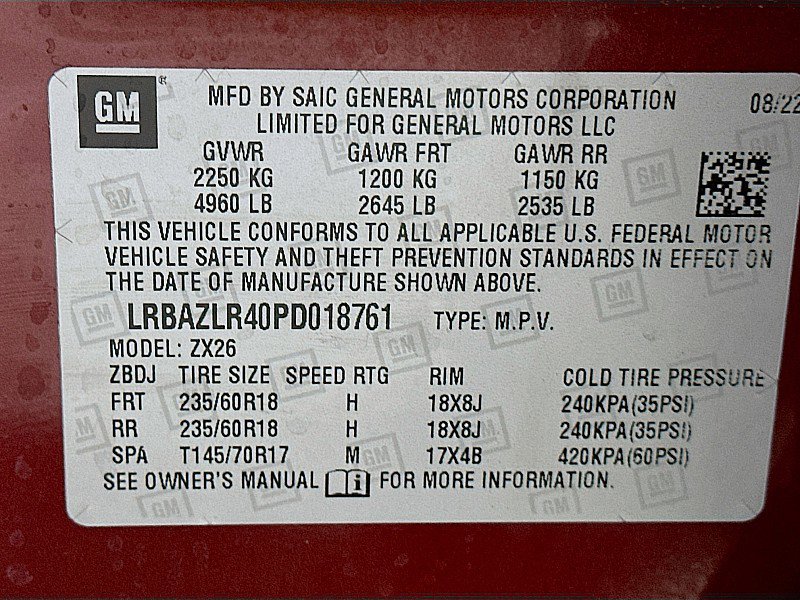 GM
MFD BY SAIC GENERAL MOTORS CORPORATION 08/22
LIMITED FOR GENERAL MOTORS LLC
GVWR GAWR FRT GAWR RR
2250 KG 1200 KG 1150 KG
4960 LB 2645 LB 2535 LB
THIS VEHICLE CONFORMS TO ALL APPLICABLE U.S. FEDERAL MOTOR
VEHICLE SAFETY AND THEFT PREVENTION STANDARDS IN EFFECT ON
THE DATE OF MANUFACTURE SHOWN ABOVE.
LRBAZLR40PD018761 TYPE: M.P.V.
MODEL: ZX26
ZBDJ TIRE SIZE SPEED RTG RIM COLD TIRE PRESSURE
FRT 235/60R18 H 18X8J 240KPA(35PSI)
RR 235/60R18 H 18X8J 240KPA(35PSI)
SPA T145/70R17 M 17X4B 420KPA(60PSI)
SEE OWNER'S MANUAL i FOR MORE INFORMATION.